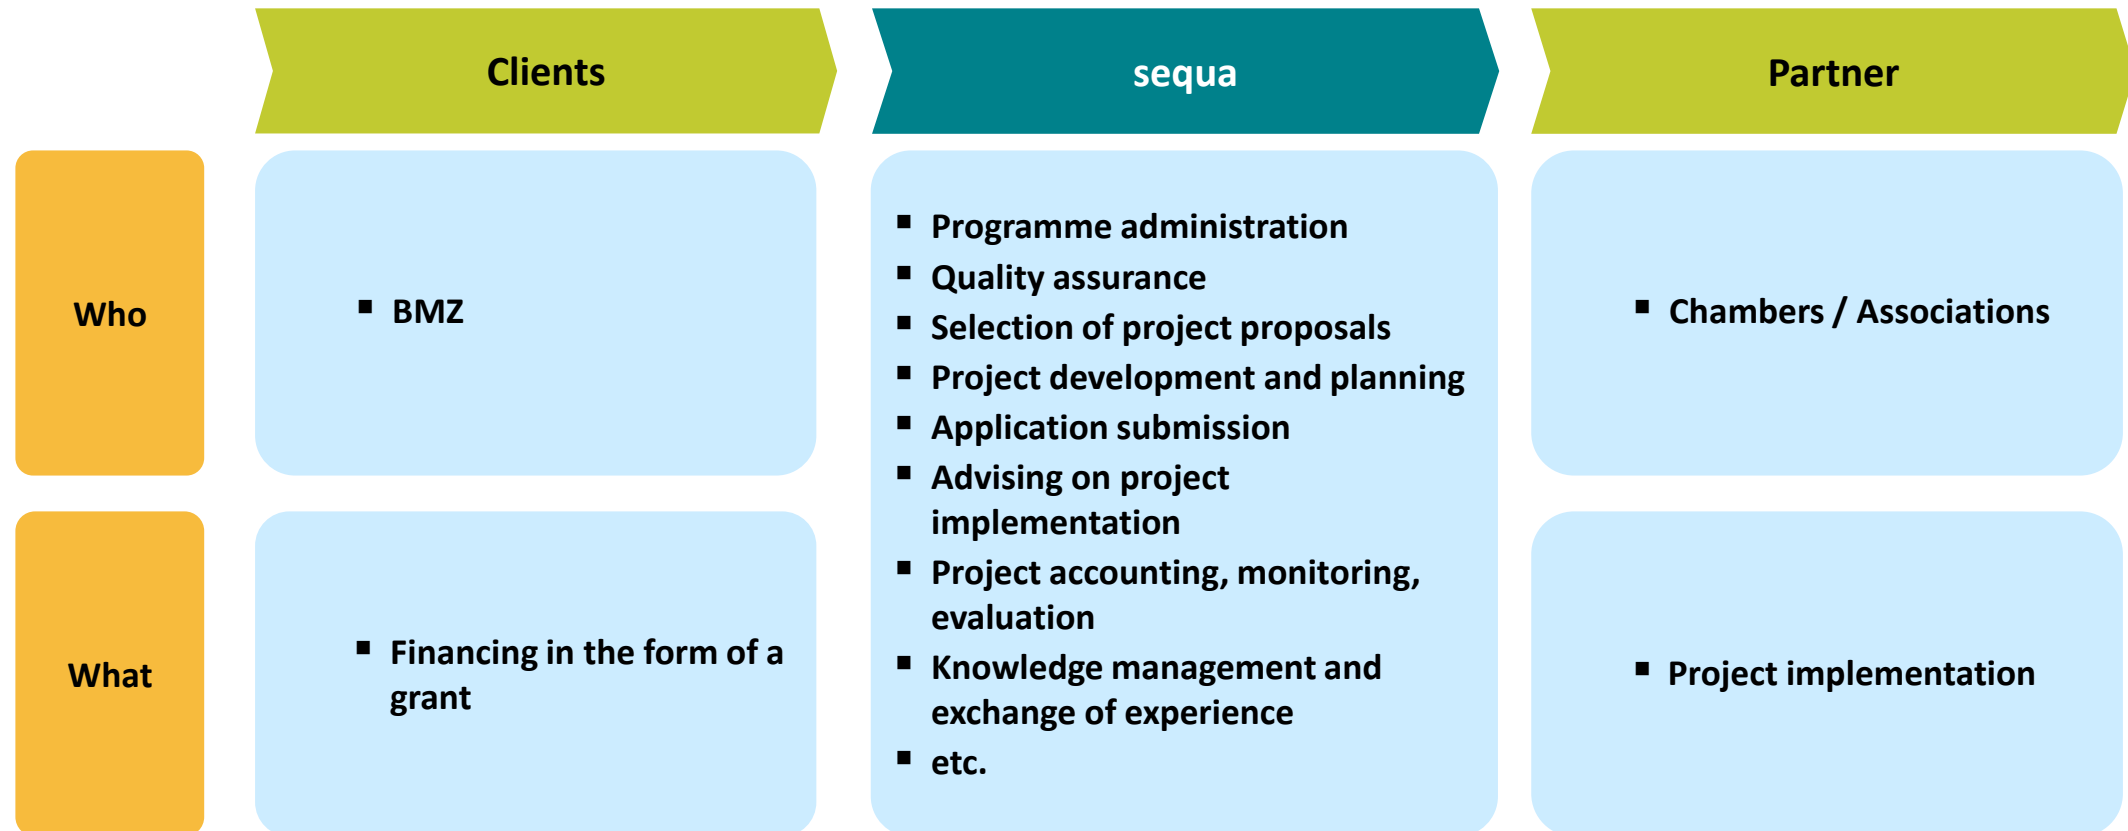 Clients
sequa
Partner
Who
▪ BMZ
▪ Programme administration
▪ Quality assurance
▪ Selection of project proposals
▪ Project development and planning
▪ Application submission
▪ Advising on project
implementation
▪ Project accounting, monitoring,
evaluation
▪ Knowledge management and
exchange of experience
▪ etc.
▪ Chambers / Associations
What
▪ Financing in the form of a
grant
▪ Project implementation